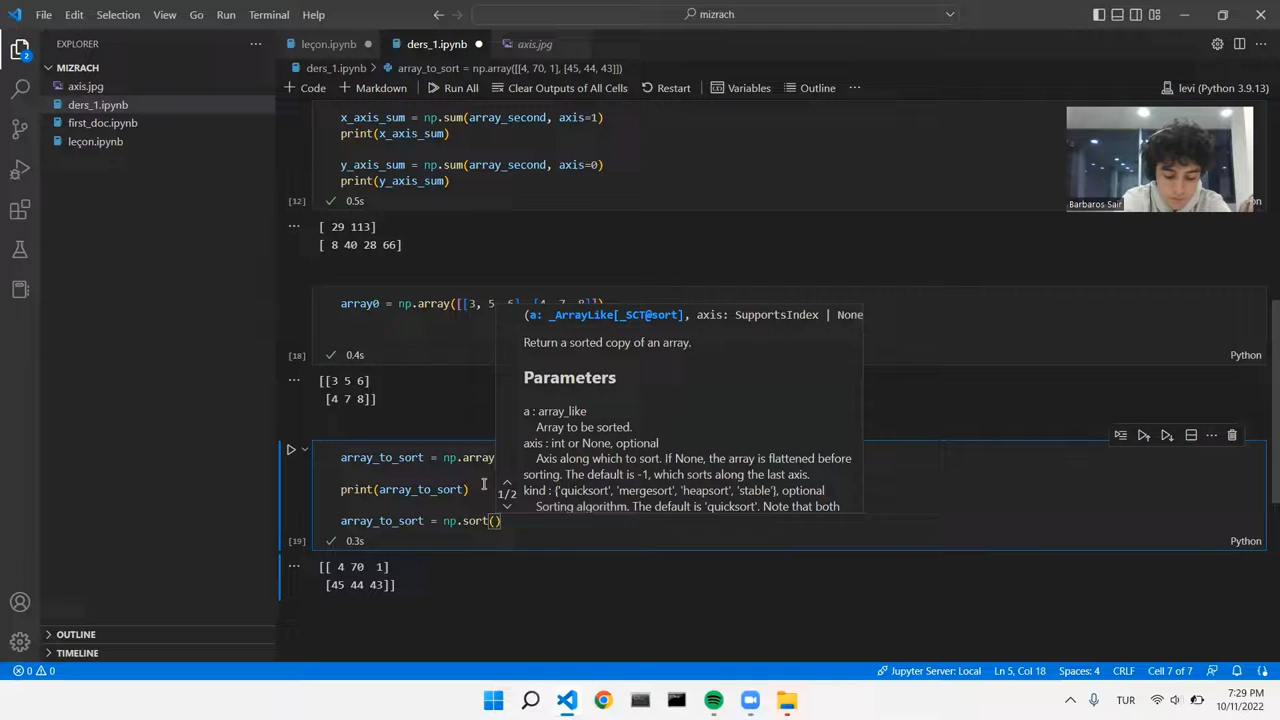 File Edit Selection View Go Run Terminal Help
mizrach
EXPLORER
leçon.ipynb
ders_1.ipynb
axis.jpg
MIZRACH
axis.jpg
ders_1.ipynb
first_doc.ipynb
leçon.ipynb
2
ders_1.ipynb > array_to_sort = np.array([[4, 70, 1], [45, 44, 43]])
+ Code + Markdown Run All Clear Outputs of All Cells Restart Variables Outline ...
levi (Python 3.9.13)
x_axis_sum = np.sum(array_second, axis=1)
print(x_axis_sum)
y_axis_sum = np.sum(array_second, axis=0)
print(y_axis_sum)
[12]
0.5s
Barbaros Sair
[ 29 113]
[ 8 40 28 66]
array0 = np.array([[3, 5, 6], [4, 7, 8]])
(a: _ArrayLike[_SCT@sort], axis: SupportsIndex | None
Return a sorted copy of an array.
Parameters
a : array_like
Array to be sorted.
axis : int or None, optional
Axis along which to sort. If None, the array is flattened before
sorting. The default is -1, which sorts along the last axis.
kind : {'quicksort', 'mergesort', 'heapsort', 'stable'}, optional
Sorting algorithm. The default is 'quicksort'. Note that both
1/2
[18]
0.4s
Python
[[3 5 6]
[4 7 8]]
array_to_sort = np.array
print(array_to_sort)
array_to_sort = np.sort()
[19]
0.3s
Python
[[ 4 70 1]
[45 44 43]]
OUTLINE
TIMELINE
0 0
Jupyter Server: Local
Ln 5, Col 18
Spaces: 4
CRLF
Cell 7 of 7
TUR
7:29 PM
10/11/2022